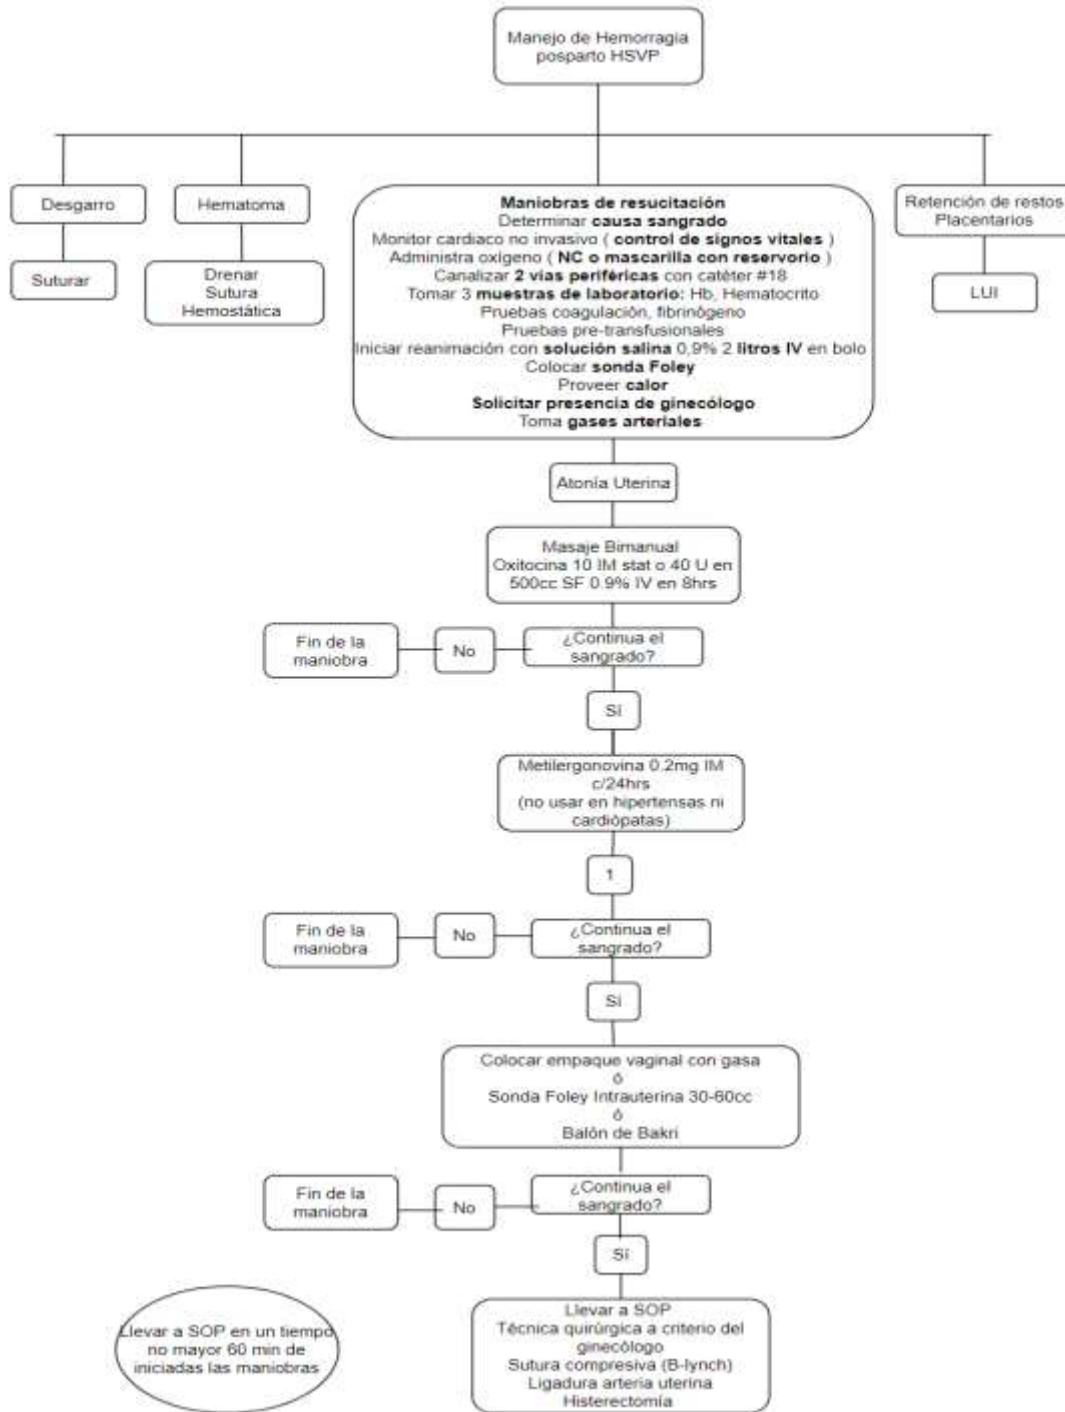 Manejo de Hemorragia
posparto HSVP
Desgarro
Suturar
Hematoma
Drenar
Sutura
Hemostática
Maniobras de resucitación
Determinar causa sangrado
Monitor cardiaco no invasivo ( control de signos vitales )
Administra oxígeno ( NC o mascarilla con reservorio )
Canalizar 2 vías periféricas con catéter #18
Tomar 3 muestras de laboratorio: Hb, Hematocrito
Pruebas coagulación, fibrinógeno
Pruebas pre-transfusionales
Iniciar reanimación con solución salina 0,9% 2 litros IV en bolo
Colocar sonda Foley
Proveer calor
Solicitar presencia de ginecólogo
Toma gases arteriales
Retención de restos
Placentarios
LUI
Atonía Uterina
Masaje Bimanual
Oxitocina 10 IM stat o 40 U en
500cc SF 0.9% IV en 8hrs
¿Continua el
sangrado?
No
Fin de la
maniobra
Sí
Metilergonovina 0.2mg IM
c/24hrs
(no usar en hipertensas ni
cardiópatas)
1
¿Continua el
sangrado?
No
Fin de la
maniobra
Sí
Colocar empaque vaginal con gasa
ó
Sonda Foley Intrauterina 30-60cc
ó
Balón de Bakri
¿Continua el
sangrado?
No
Fin de la
maniobra
Sí
Llevar a SOP
Técnica quirúrgica a criterio del
ginecólogo
Sutura compresiva (B-lynch)
Ligadura arteria uterina
Histerectomía
Llevar a SOP en un tiempo
no mayor 60 min de
iniciadas las maniobras